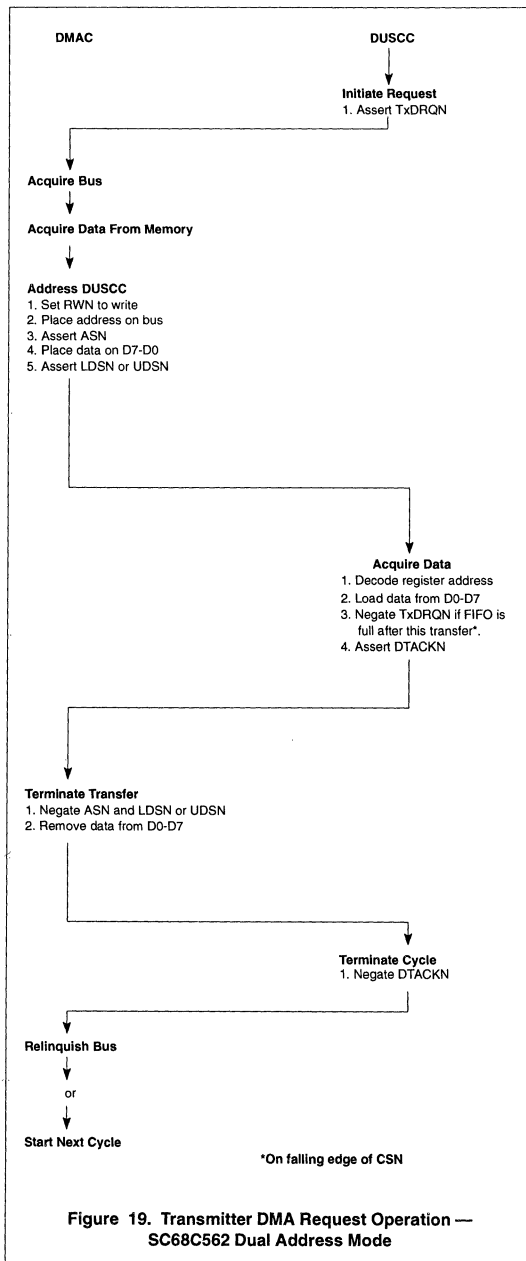 DMAC
DUSCC
Initiate Request
1. Assert TxDRQN
Acquire Bus
Acquire Data From Memory
Address DUSCC
1. Set RWN to write
2. Place address on bus
3. Assert ASN
4. Place data on D7-D0
5. Assert LDSN or UDSN
Acquire Data
1. Decode register address
2. Load data from D0-D7
3. Negate TxDRQN if FIFO is
full after this transfer*.
4. Assert DTACKN
Terminate Transfer
1. Negate ASN and LDSN or UDSN
2. Remove data from D0-D7
Terminate Cycle
1. Negate DTACKN
Relinquish Bus
or
Start Next Cycle
*On falling edge of CSN
Figure 19. Transmitter DMA Request Operation —
SC68C562 Dual Address Mode